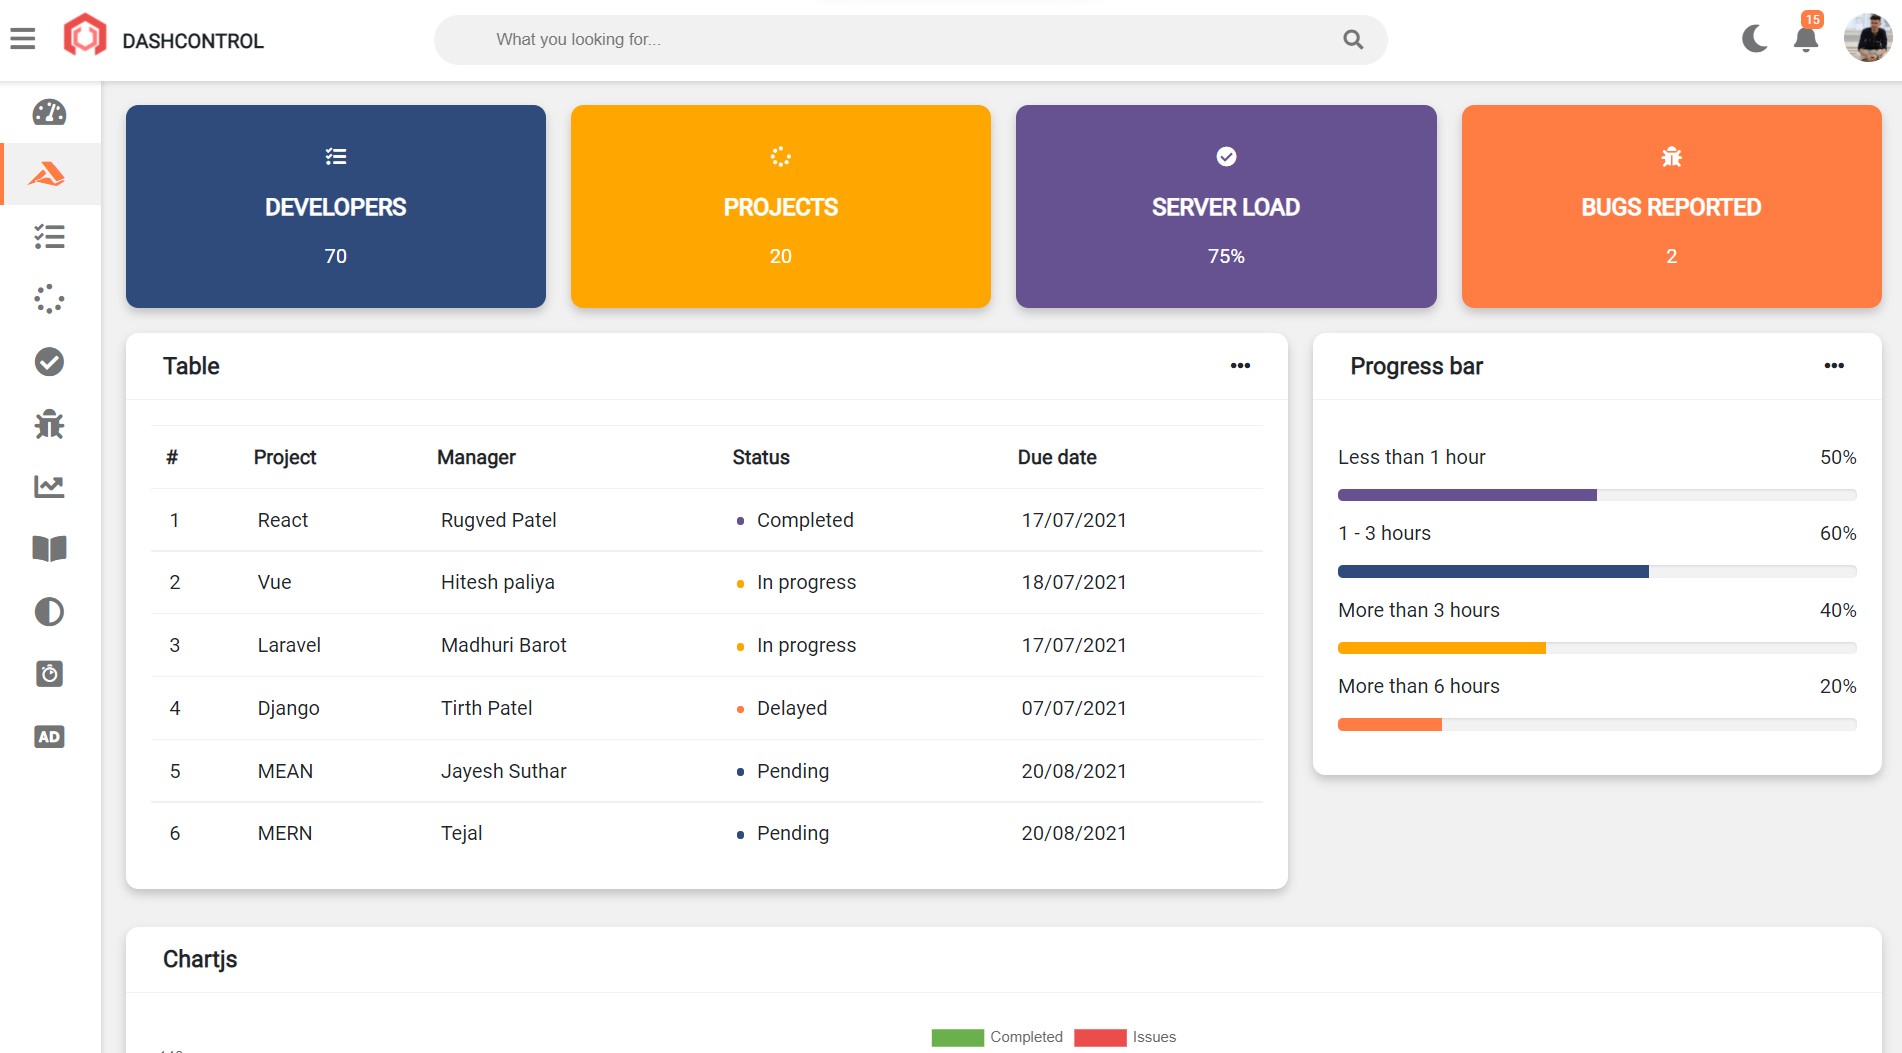 DASHCONTROL
What you looking for...
15
DEVELOPERS
70
PROJECTS
20
SERVER LOAD
75%
BUGS REPORTED
2
Table
# Project Manager Status Due date
1 React Rugved Patel Completed 17/07/2021
2 Vue Hitesh paliya In progress 18/07/2021
3 Laravel Madhuri Barot In progress 17/07/2021
4 Django Tirth Patel Delayed 07/07/2021
5 MEAN Jayesh Suthar Pending 20/08/2021
6 MERN Tejal Pending 20/08/2021
Progress bar
Less than 1 hour 50%
1 - 3 hours 60%
More than 3 hours 40%
More than 6 hours 20%
AD
Chartjs
Completed Issues